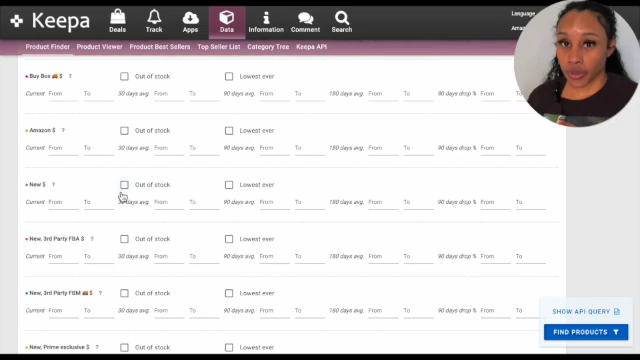 Keepa
Deals
Track
Apps
Data
Information
Comment
Search
Language
Amaz
Product Finder
Product Viewer
Product Best Sellers
Top Seller List
Category Tree
Keepa API
Buy Box $ ?
Out of stock
Lowest ever
Current From To 30 days avg. From To 90 days avg. From To 180 days avg. From To 90 days drop % From
Amazon $ ?
Out of stock
Lowest ever
Current From To 30 days avg. From To 90 days avg. From To 180 days avg. From To 90 days drop % From To
New $ ?
Out of stock
Lowest ever
Current From To 30 days avg. From To 90 days avg. From To 180 days avg. From To 90 days drop % From To
New, 3rd Party FBA $ ?
Out of stock
Lowest ever
Current From To 30 days avg. From To 90 days avg. From To 180 days avg. From To 90 days drop % From To
New, 3rd Party FBM $ ?
Out of stock
Lowest ever
Current From To 30 days avg. From To 90 days avg. From To 180 days avg. From To 90 days drop % From To
New, Prime exclusive $ ?
Out of stock
Lowest ever
SHOW API QUERY
FIND PRODUCTS